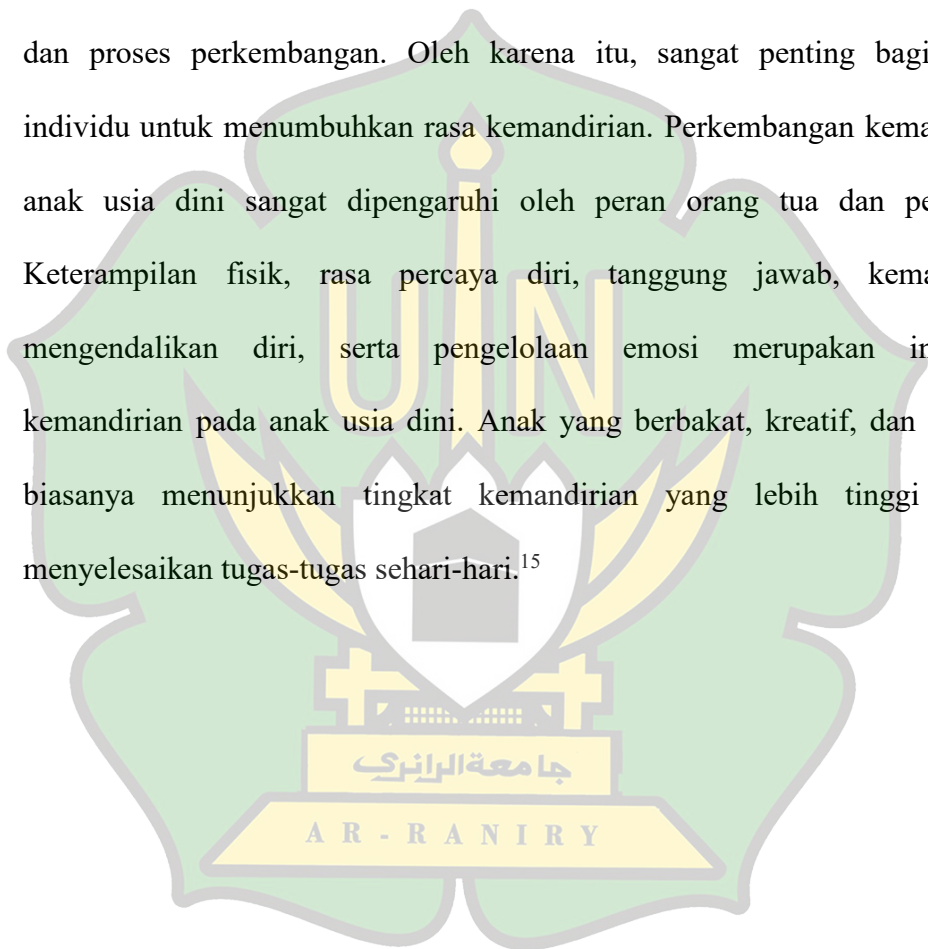 dan proses perkembangan. Oleh karena itu, sangat penting bagi
individu untuk menumbuhkan rasa kemandirian. Perkembangan kema
anak usia dini sangat dipengaruhi oleh peran orang tua dan pe
Keterampilan fisik, rasa percaya diri, tanggung jawab, kema
mengendalikan diri, serta pengelolaan emosi merupakan in
kemandirian pada anak usia dini. Anak yang berbakat, kreatif, dan
biasanya menunjukkan tingkat kemandirian yang lebih tinggi
menyelesaikan tugas-tugas sehari-hari.15
UIN
جامعة الرانري
AR-RANIRY